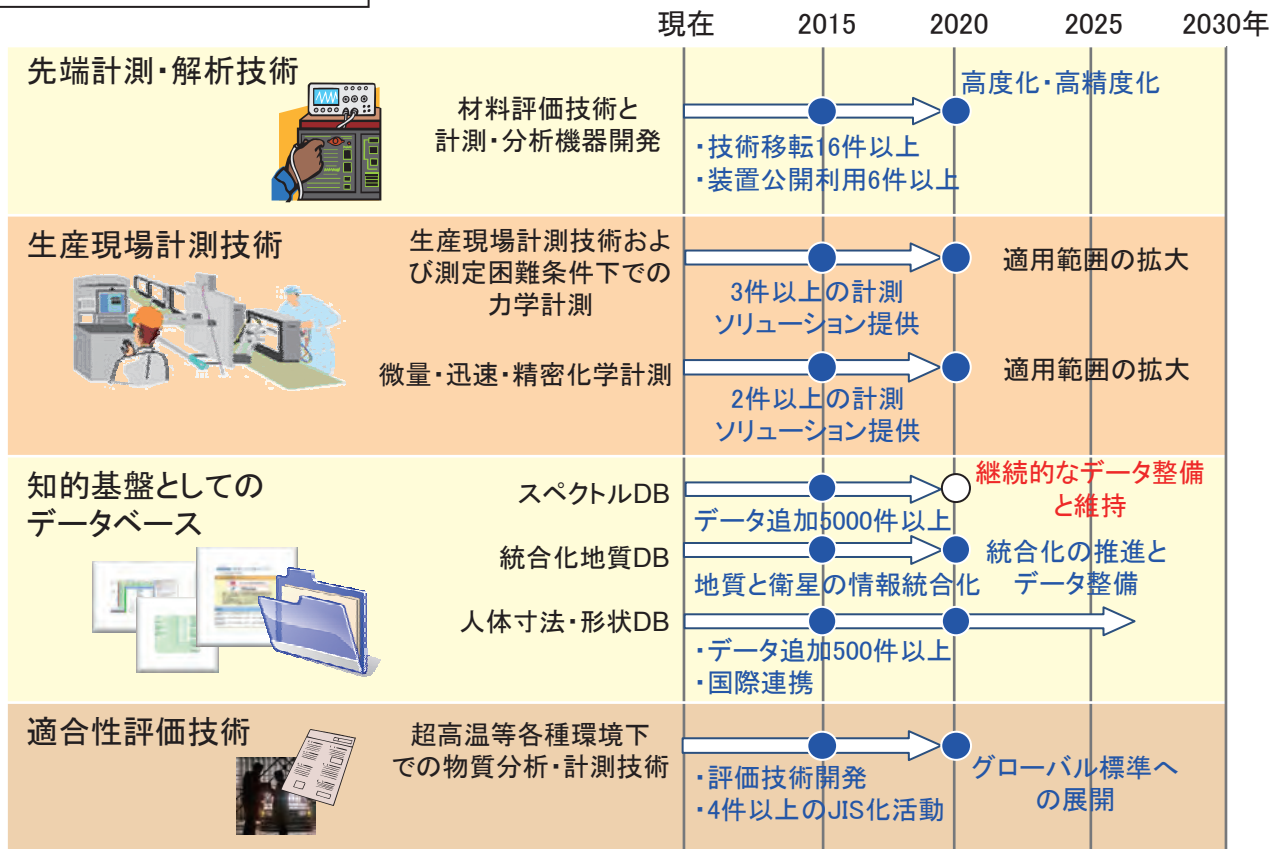 現在 2015 2020 2025 2030年
先端計測・解析技術
材料評価技術と
計測・分析機器開発
高度化・高精度化
・技術移転16件以上
・装置公開利用6件以上
生産現場計測技術
生産現場計測技術およ
び測定困難条件下での
力学計測
3件以上の計測
ソリューション提供
適用範囲の拡大
微量・迅速・精密化学計測
2件以上の計測
ソリューション提供
適用範囲の拡大
知的基盤としての
データベース
スペクトルDB
データ追加5000件以上
継続的なデータ整備
と維持
統合化地質DB
地質と衛星の情報統合化
統合化の推進と
データ整備
人体寸法・形状DB
・データ追加500件以上
・国際連携
適合性評価技術
超高温等各種環境下
での物質分析・計測技術
・評価技術開発
・4件以上のJIS化活動
グローバル標準へ
の展開